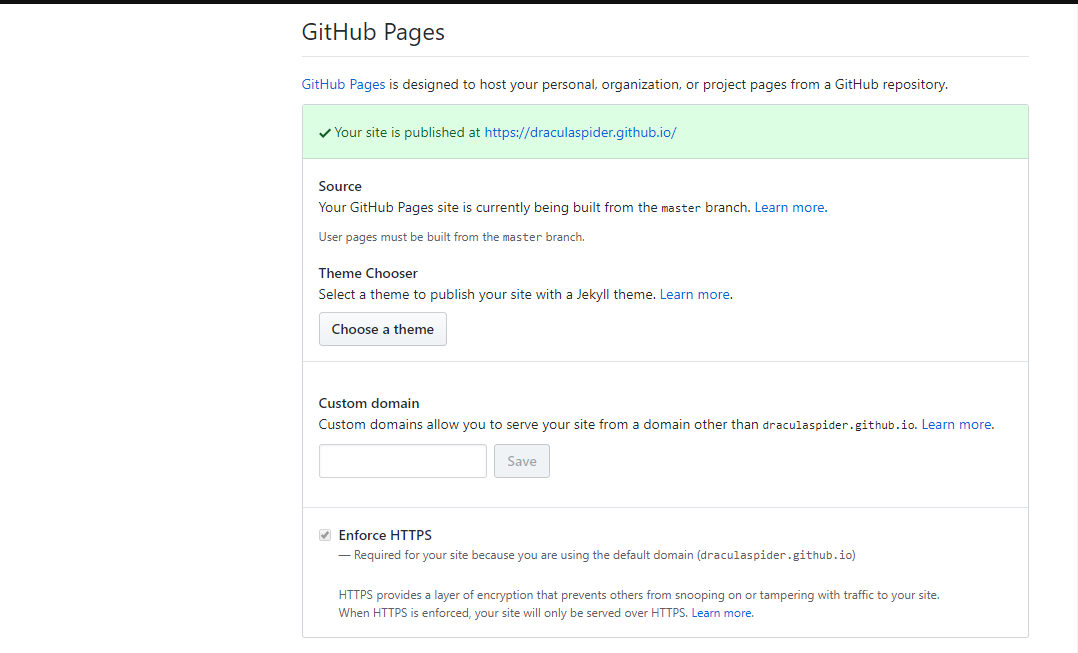 GitHub Pages
GitHub Pages is designed to host your personal, organization, or project pages from a GitHub repository.
Your site is published at https://draculaspider.github.io/
Source
Your GitHub Pages site is currently being built from the master branch. Learn more.
User pages must be built from the master branch.
Theme Chooser
Select a theme to publish your site with a Jekyll theme. Learn more.
Choose a theme
Custom domain
Custom domains allow you to serve your site from a domain other than draculaspider.github.io. Learn more.
Save
Enforce HTTPS
— Required for your site because you are using the default domain (draculaspider.github.io)
HTTPS provides a layer of encryption that prevents others from snooping on or tampering with traffic to your site.
When HTTPS is enforced, your site will only be served over HTTPS. Learn more.